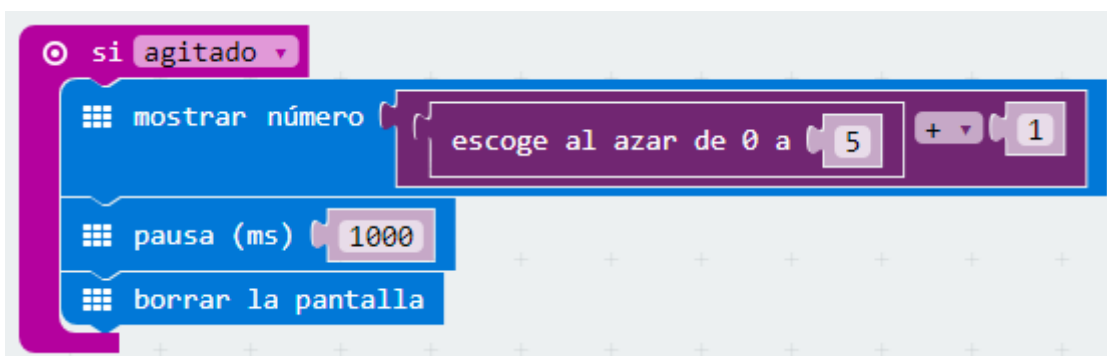 si agitado
mostrar número escoge al azar de 0 a 5 + 1
pausa (ms) 1000
borrar la pantalla